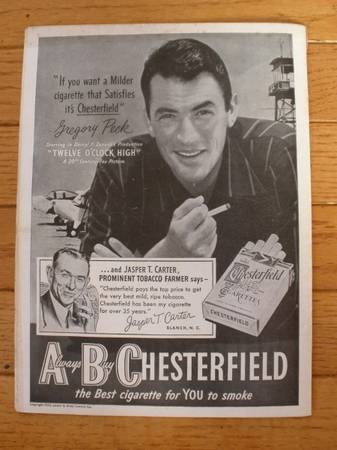 "If you want a Milder
cigarette that Satisfies
it's Chesterfield"
Gregory Peck
Starring in Darryl F. Zanuck's Production
"TWELVE O'CLOCK HIGH"
A 20th Century-Fox Picture
...and JASPER T. CARTER,
PROMINENT TOBACCO FARMER says—
"Chesterfield pays the top price to get
the very best mild, ripe tobacco.
Chesterfield has been my cigarette
for over 35 years."
Jasper T. Carter
BLANCH, N. C.
Chesterfield
CIGARETTES
CHESTERFIELD
Always Buy CHESTERFIELD
the Best cigarette for YOU to smoke
Copyright